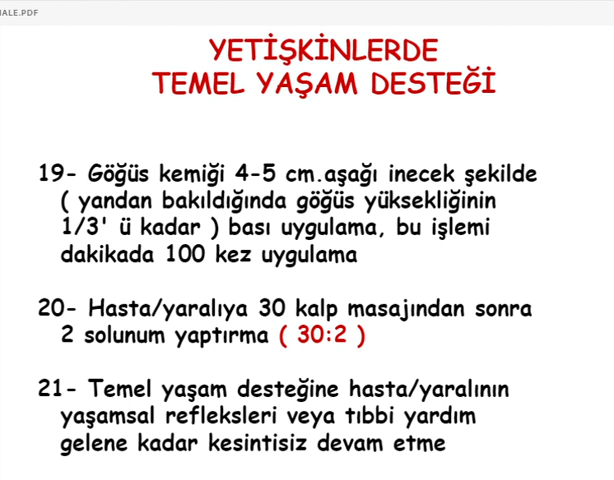 ALE.PDF
YETİŞKİNLERDE
TEMEL YAŞAM DESTEĞİ
19- Göğüs kemiği 4-5 cm.aşağı inecek şekilde
( yandan bakıldığında göğüs yüksekliğinin
1/3' ü kadar ) bası uygulama, bu işlemi
dakikada 100 kez uygulama
20- Hasta/yaralıya 30 kalp masajından sonra
2 solunum yaptırma ( 30:2 )
21- Temel yaşam desteğine hasta/yaralının
yaşamsal refleksleri veya tıbbi yardım
gelene kadar kesintisiz devam etme